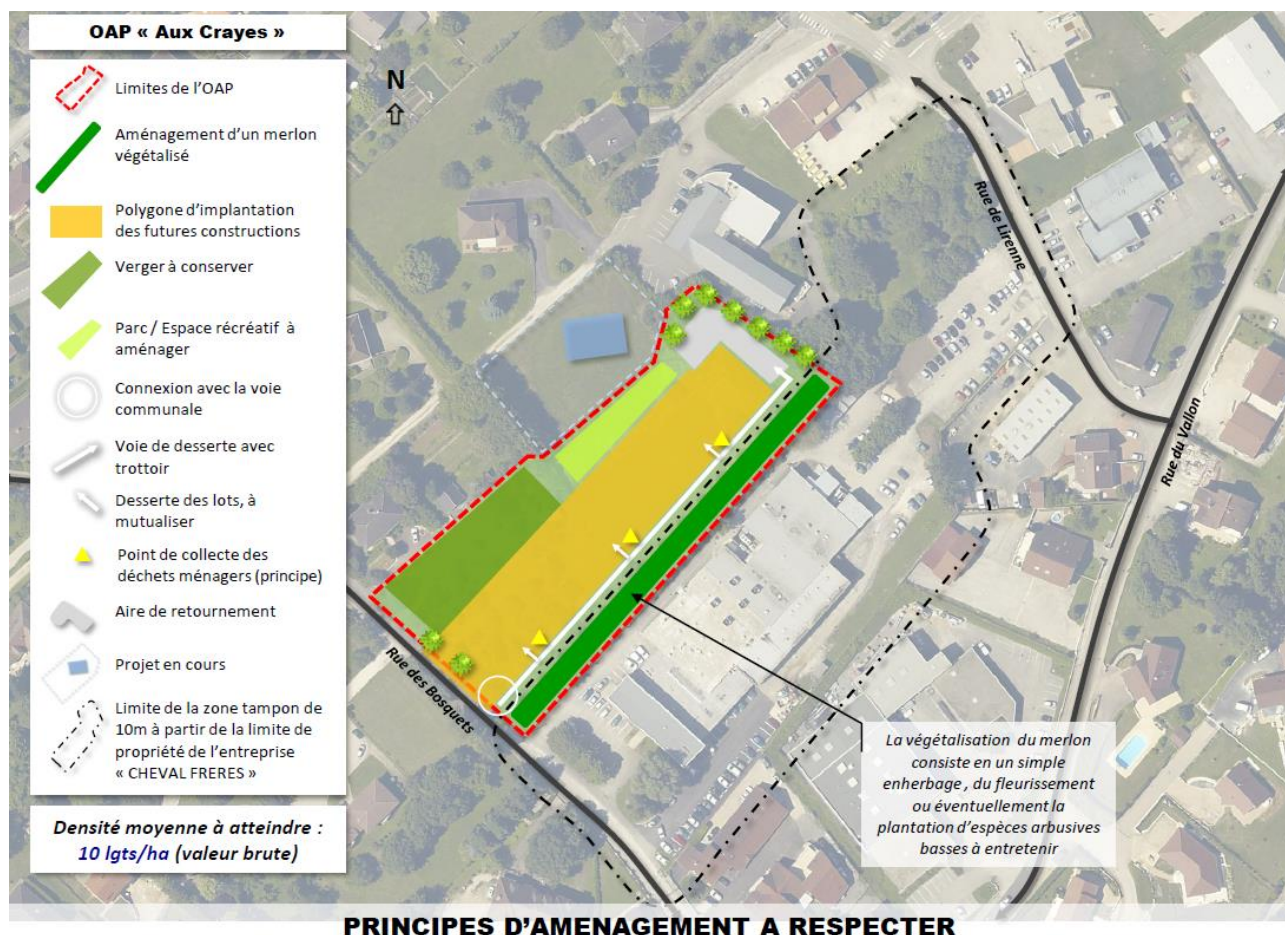 OAP « Aux Crayes »
Limites de l'OAP
Aménagement d'un merlon
végétalisé
Polygone d'implantation
des futures constructions
Verger à conserver
Parc / Espace récréatif à
aménager
Connexion avec la voie
communale
Voie de desserte avec
trottoir
Desserte des lots, à
mutualiser
Point de collecte des
déchets ménagers (principe)
Aire de retournement
Projet en cours
Limite de la zone tampon de
10m à partir de la limite de
propriété de l'entreprise
« CHEVAL FRERES »
Densité moyenne à atteindre :
10 lgts/ha (valeur brute)
N
Rue de Lirenne
Rue du Vallon
Rue des Bosquets
La végétalisation du merlon
consiste en un simple
enherbage , du fleurissement
ou éventuellement la
plantation d'espèces arbusives
basses à entretenir
PRINCIPES D'AMENAGEMENT A RESPECTER